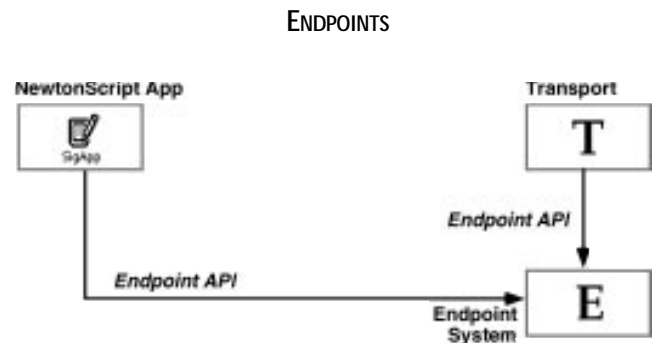 ENDPOINTS
NewtonScript App
Transport
SigApp
T
Endpoint API
Endpoint API
Endpoint
System
E